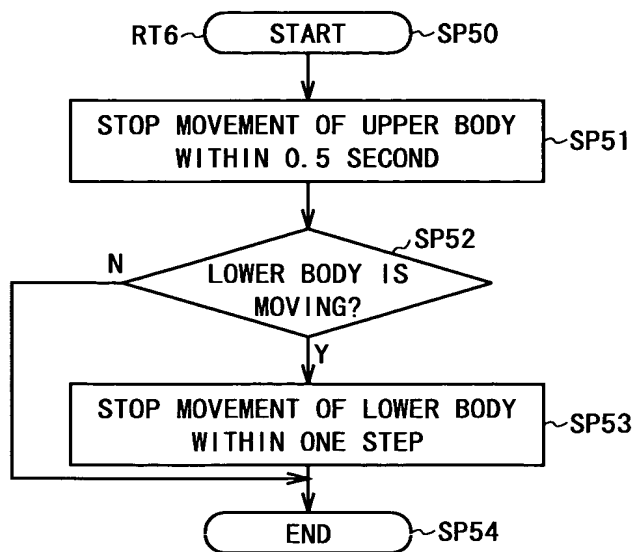 RT6 START SP50
STOP MOVEMENT OF UPPER BODY
WITHIN 0.5 SECOND
SP51
SP52
N
LOWER BODY IS
MOVING?
Y
STOP MOVEMENT OF LOWER BODY
WITHIN ONE STEP
SP53
END SP54